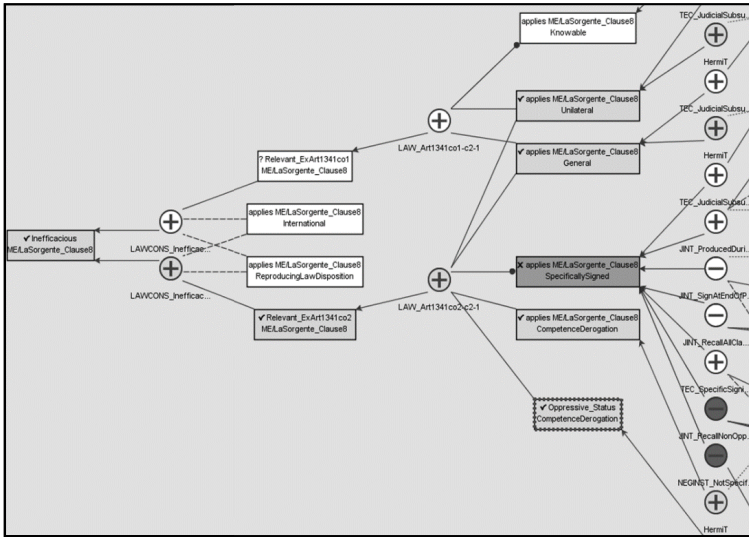 applies ME/LaSorgente_Clause8
Knowable
TEC_JudicialSubsu...
HermiT
✔ applies ME/LaSorgente_Clause8
Unilateral
TEC_JudicialSubsu...
LAW_Art1341co1-c2-1
✔ applies ME/LaSorgente_Clause8
General
HermiT
? Relevant_ExArt1341co1
ME/LaSorgente_Clause8
TEC_JudicialSubsu...
applies ME/LaSorgente_Clause8
International
✔ Inefficacious
ME/LaSorgente_Clause8
LAWCONS_Inefficac...
JINT_ProducedDuri...
applies ME/LaSorgente_Clause8
ReproducingLawDisposition
✘ applies ME/LaSorgente_Clause8
SpecificallySigned
LAWCONS_Inefficac...
JINT_SignAtEndOfP...
LAW_Art1341co2-c2-1
✔ Relevant_ExArt1341co2
ME/LaSorgente_Clause8
✔ applies ME/LaSorgente_Clause8
CompetenceDerogation
JINT_RecallAllCla...
TEC_SpecificSigni...
✔ Oppressive_Status
CompetenceDerogation
JINT_RecallNonOpp...
NEGINST_NotSpecif...
HermiT